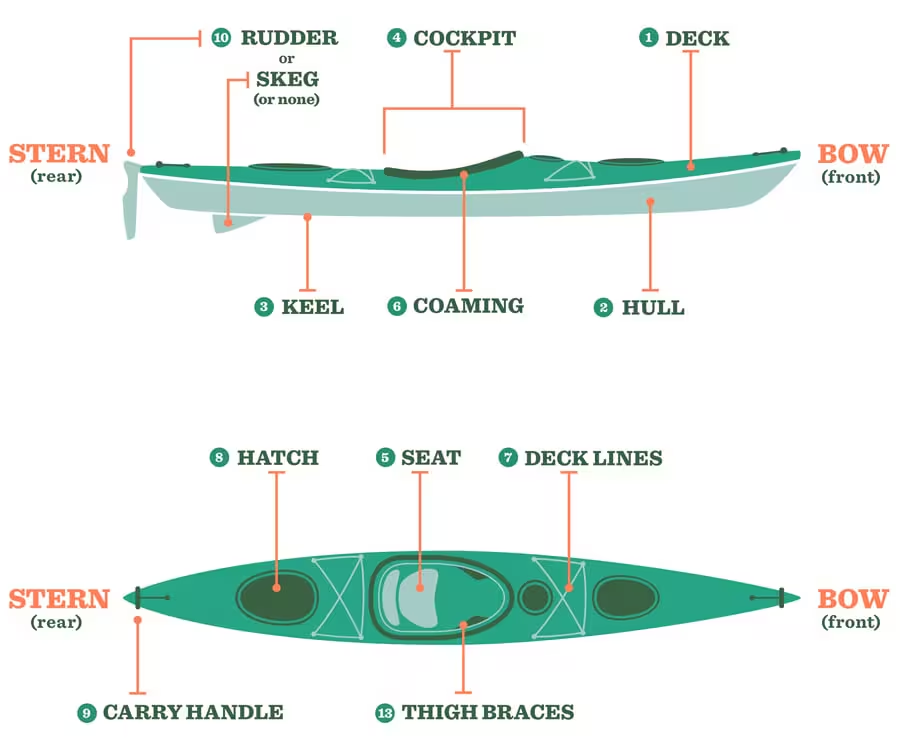 10 RUDDER
or
SKEG
(or none)
4 COCKPIT
1 DECK
STERN
(rear)
BOW
(front)
3 KEEL
6 COAMING
2 HULL
8 HATCH
5 SEAT
7 DECK LINES
STERN
(rear)
BOW
(front)
9 CARRY HANDLE
13 THIGH BRACES